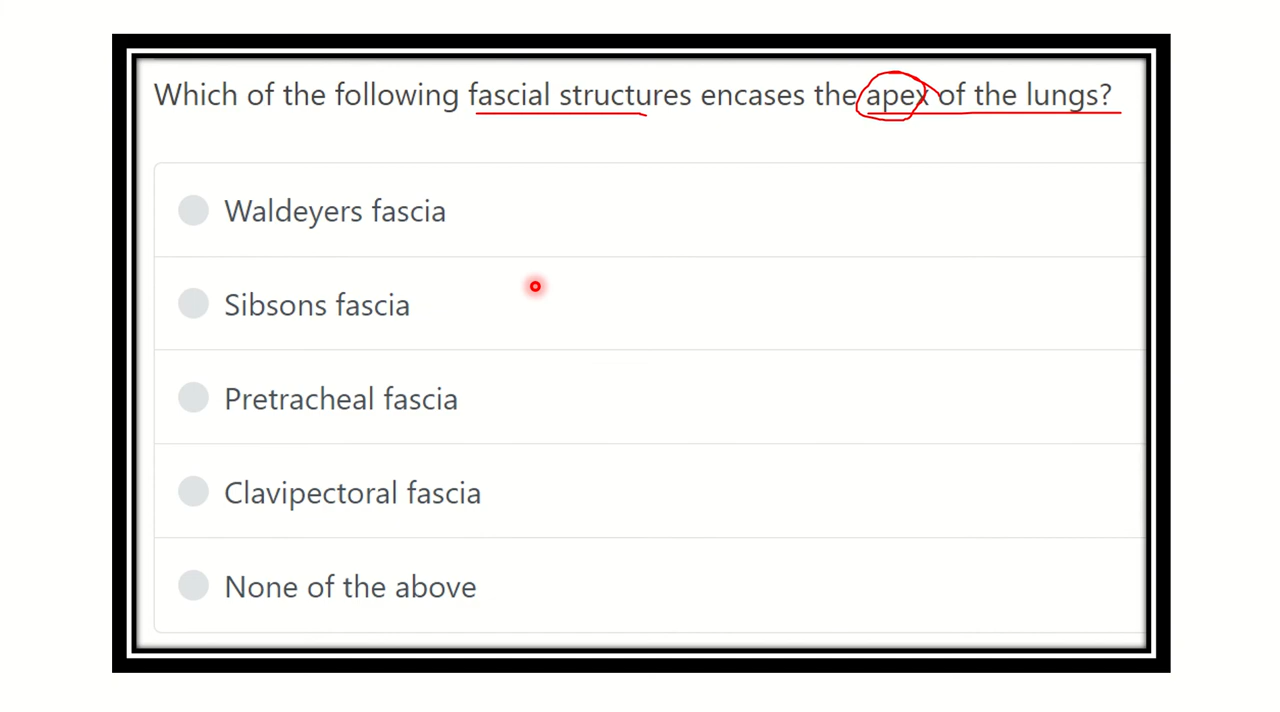 Which of the following fascial structures encases the apex of the lungs?
Waldeyers fascia
Sibsons fascia
Pretracheal fascia
Clavipectoral fascia
None of the above